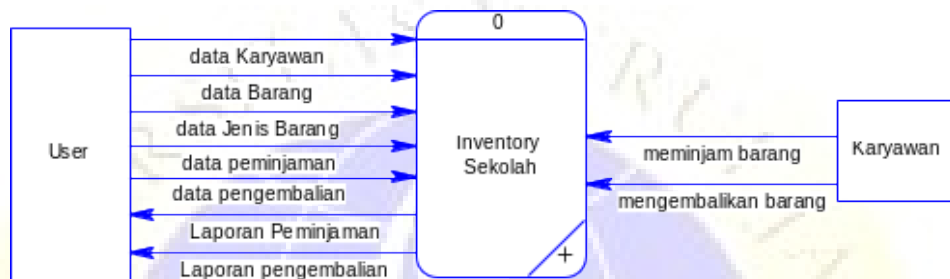 0
data Karyawan
data Barang
data Jenis Barang
data peminjaman
data pengembalian
Laporan Peminjaman
Laporan pengembalian
User
Inventory
Sekolah
+
meminjam barang
mengembalikan barang
Karyawan